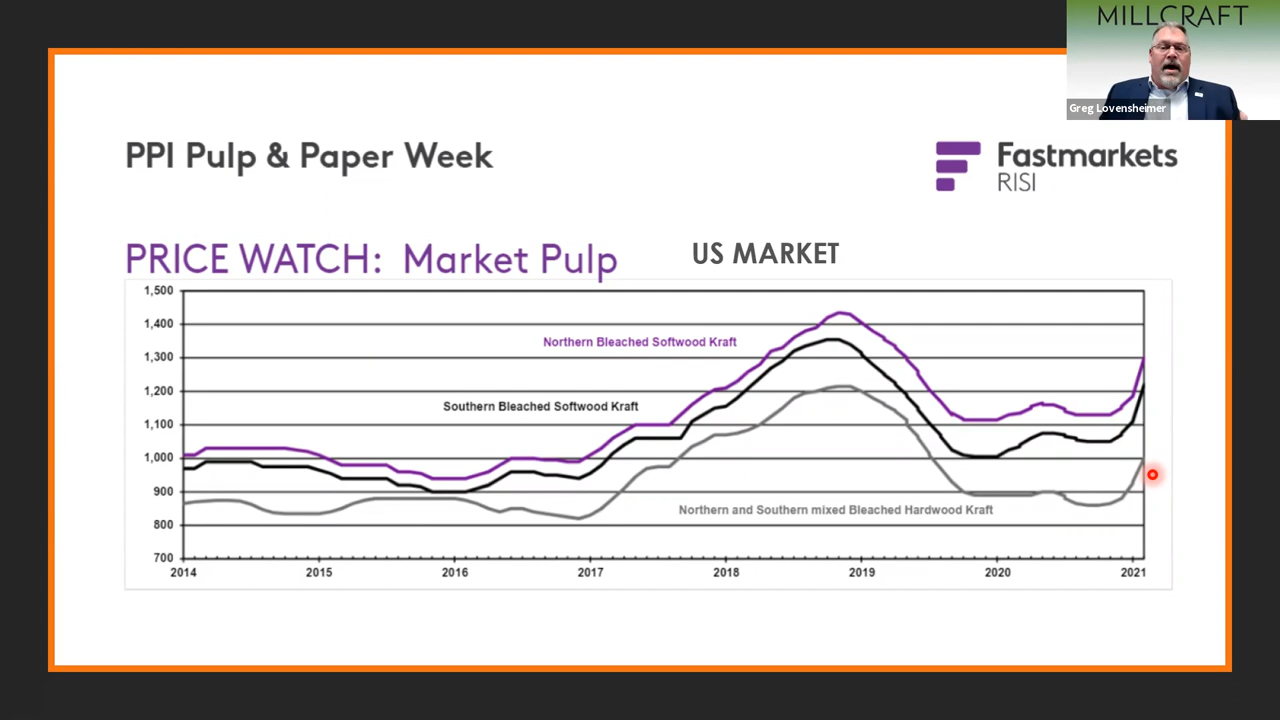 MILLCRAFT
Greg Lovensheimer
PPI Pulp & Paper Week
Fastmarkets
RISI
PRICE WATCH: Market Pulp
US MARKET
1,500
1,400
1,300
1,200
1,100
1,000
900
800
700
Northern Bleached Softwood Kraft
Southern Bleached Softwood Kraft
Northern and Southern mixed Bleached Hardwood Kraft
2014 2015 2016 2017 2018 2019 2020 2021